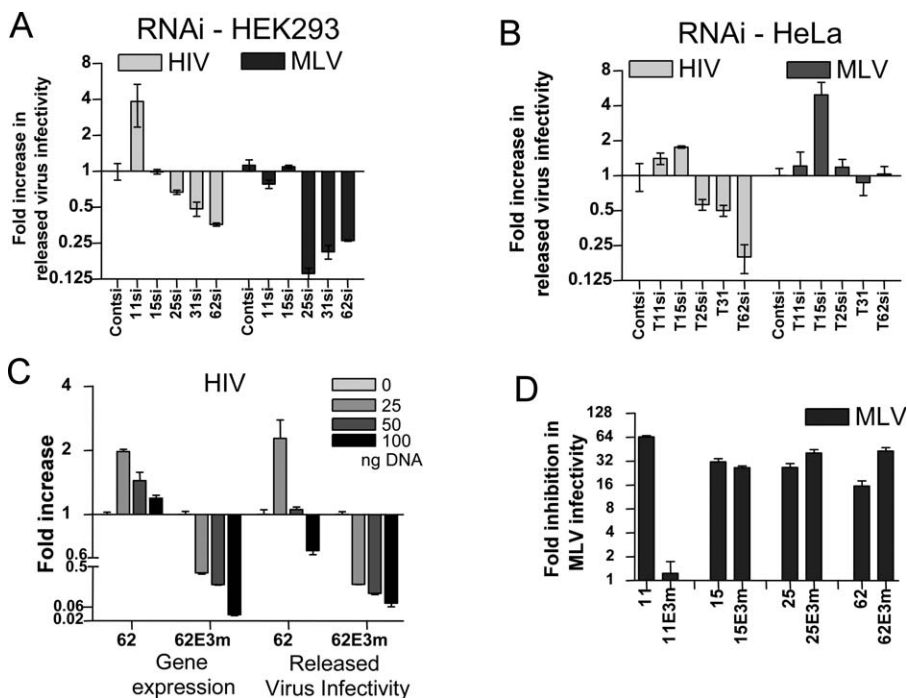 A
RNAi - HEK293
HIV
MLV
Fold increase in
released virus infectivity
8
4
2
1
0.5
0.25
0.125
Contsi
11si
15si
25si
31si
62si
Contsi
11si
15si
25si
31si
62si
B
RNAi - HeLa
HIV
MLV
Fold increase in
released virus infectivity
8
4
2
1
0.5
0.25
0.125
Contsi
T11si
T15si
T25si
T31
T62si
Contsi
T11si
T15si
T25si
T31
T62si
C
HIV
0
25
50
100
ng DNA
Fold increase
4
2
1
0.6
0.5
0.06
0.02
62
62E3m
62
62E3m
Gene
expression
Released
Virus Infectivity
D
MLV
Fold inhibition in
MLV infectivity
128
64
32
16
8
4
2
1
11
11E3m
15
15E3m
25
25E3m
62
62E3m